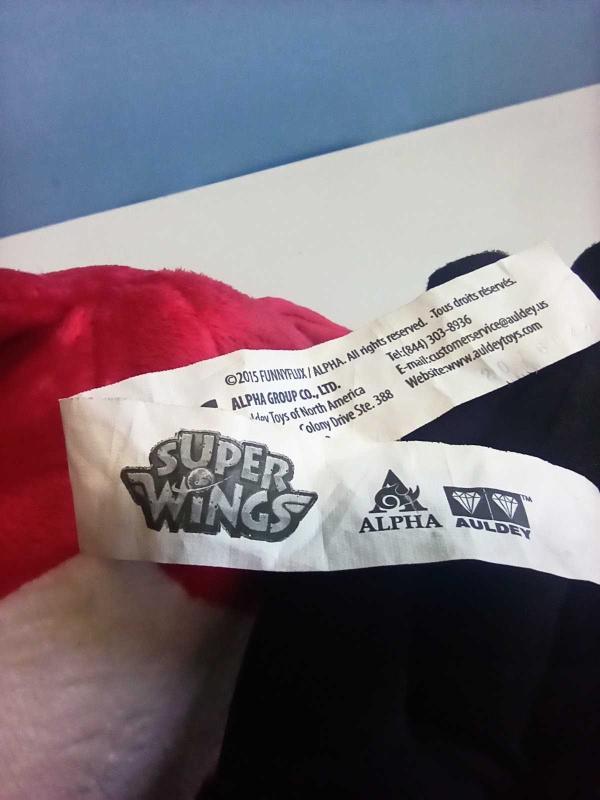 ©2015 FUNNYFLUX / ALPHA. All rights reserved. -Tous droits réservés.
ALPHA GROUP CO., LTD.
Toys of North America
Colony Drive Ste. 388
Tel:(844) 303-8936
E-mail:customerservice@auldey.us
Website:www.auldeytoys.com
SUPER
WINGS
ALPHA
AULDEY™